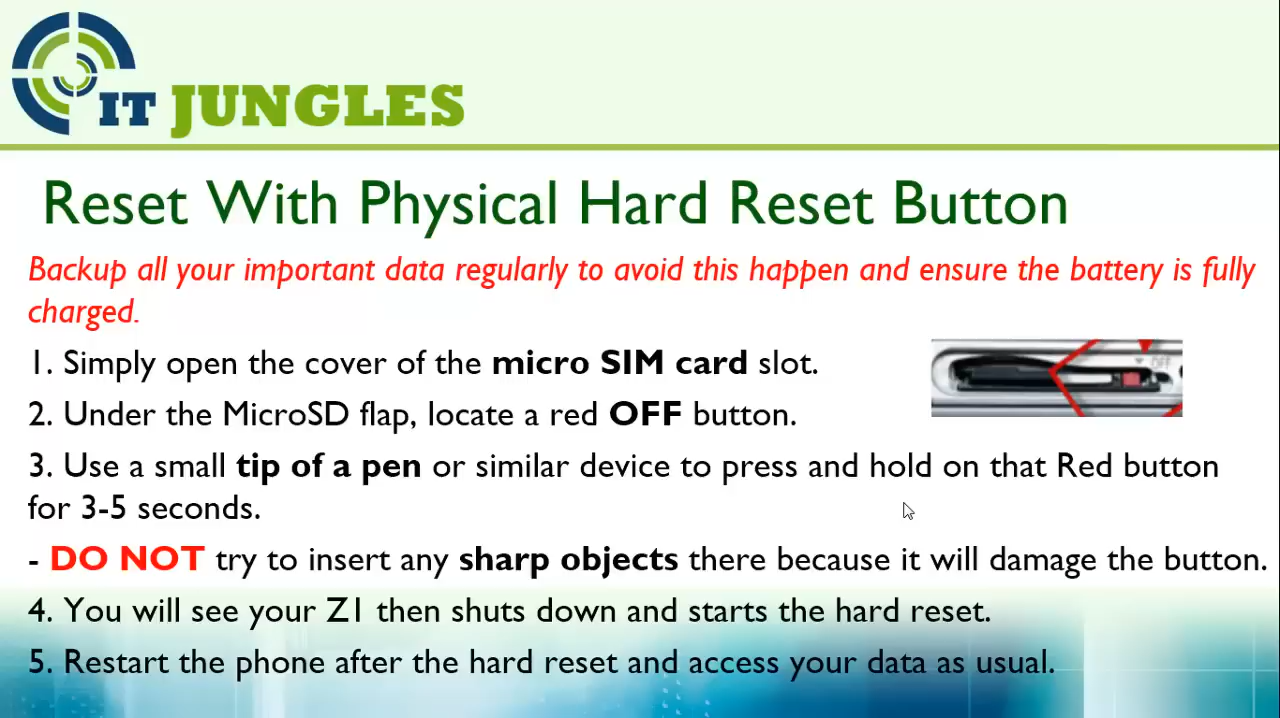 IT JUNGLES
Reset With Physical Hard Reset Button
Backup all your important data regularly to avoid this happen and ensure the battery is fully
charged.
1. Simply open the cover of the micro SIM card slot.
OFF
2. Under the MicroSD flap, locate a red OFF button.
3. Use a small tip of a pen or similar device to press and hold on that Red button
for 3-5 seconds.
- DO NOT try to insert any sharp objects there because it will damage the button.
4. You will see your Z1 then shuts down and starts the hard reset.
5. Restart the phone after the hard reset and access your data as usual.